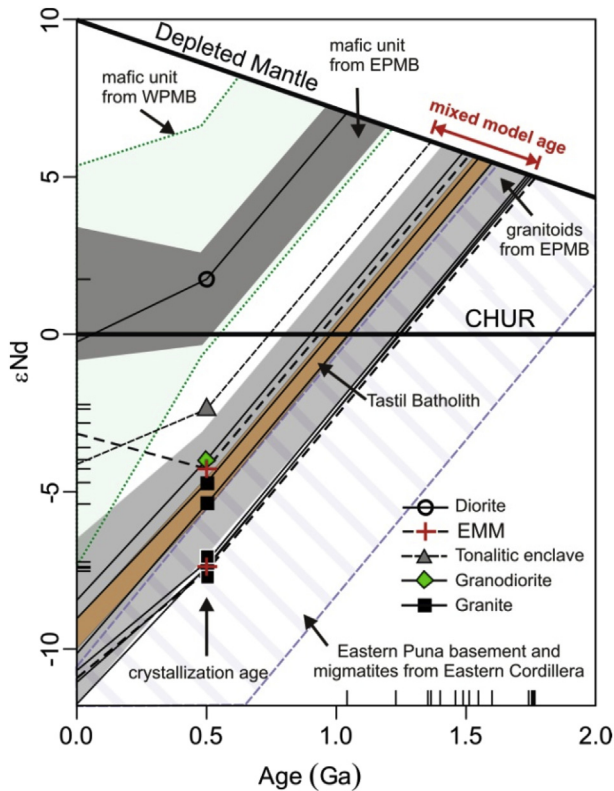 10
5
0
-5
-10
εNd
Depleted Mantle
mafic unit
from WPMB
mafic unit
from EPMB
mixed model age
granitoids
from EPMB
CHUR
Tastil Batholith
Diorite
EMM
Tonalitic enclave
Granodiorite
Granite
crystallization age
Eastern Puna basement and
migmatites from Eastern Cordillera
0.0
0.5
1.0
1.5
2.0
Age (Ga)